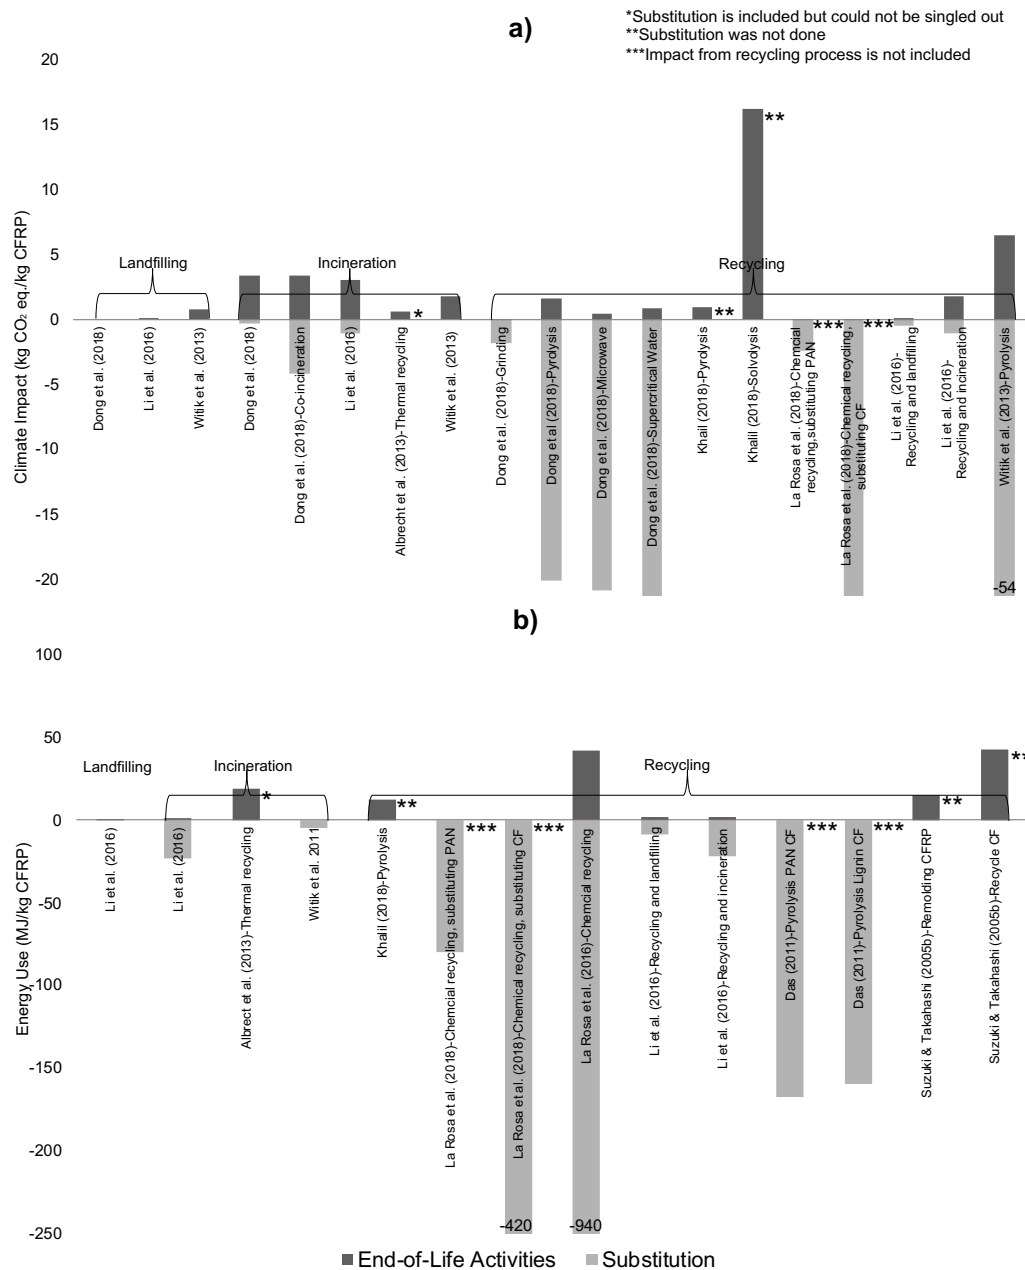 *Substitution is included but could not be singled out
**Substitution was not done
***Impact from recycling process is not included
a)
20
15
10
5
0
-5
-10
-15
-20
Climate Impact (kg CO₂ eq./kg CFRP)
Landfilling
Incineration
Recycling
Dong et al. (2018)
Li et al. (2016)
Witik et al. (2013)
Dong et al. (2018)
Dong et al. (2018)-Co-incineration
Li et al. (2016)
Albrecht et al. (2013)-Thermal recycling
*
Witik et al. (2013)
Dong et al. (2018)-Grinding
Dong et al (2018)-Pyrolysis
Dong et al. (2018)-Microwave
Dong et al. (2018)-Supercritical Water
Khail (2018)-Pyrolysis
**
Khalil (2018)-Solvolysis
**
La Rosa et al. (2018)-Chemcial
recycling,substituting PAN
***
La Rosa et al. (2018)-Chemical recycling,
substituting CF
***
Li et al. (2016)-
Recycling and landfilling
Li et al. (2016)-
Recycling and incineration
Witik et al. (2013)-Pyrolysis
-54
b)
100
50
0
-50
-100
-150
-200
-250
Energy Use (MJ/kg CFRP)
Landfilling
Incineration
Recycling
Li et al. (2016)
Li et al. (2016)
Albrect et al. (2013)-Thermal recycling
*
Witik et al. 2011
Khalil (2018)-Pyrolysis
**
La Rosa et al. (2018)-Chemcial recycling, substituting PAN
***
La Rosa et al. (2018)-Chemical recycling, substituting CF
***
-420
La Rosa et al. (2016)-Chemcial recycling
-940
Li et al. (2016)-Recycling and landfilling
Li et al. (2016)-Recycling and incineration
Das (2011)-Pyrolysis PAN CF
***
Das (2011)-Pyrolysis Lignin CF
***
Suzuki & Takahashi (2005b)-Remolding CFRP
**
Suzuki & Takahashi (2005b)-Recycle CF
**
End-of-Life Activities
Substitution